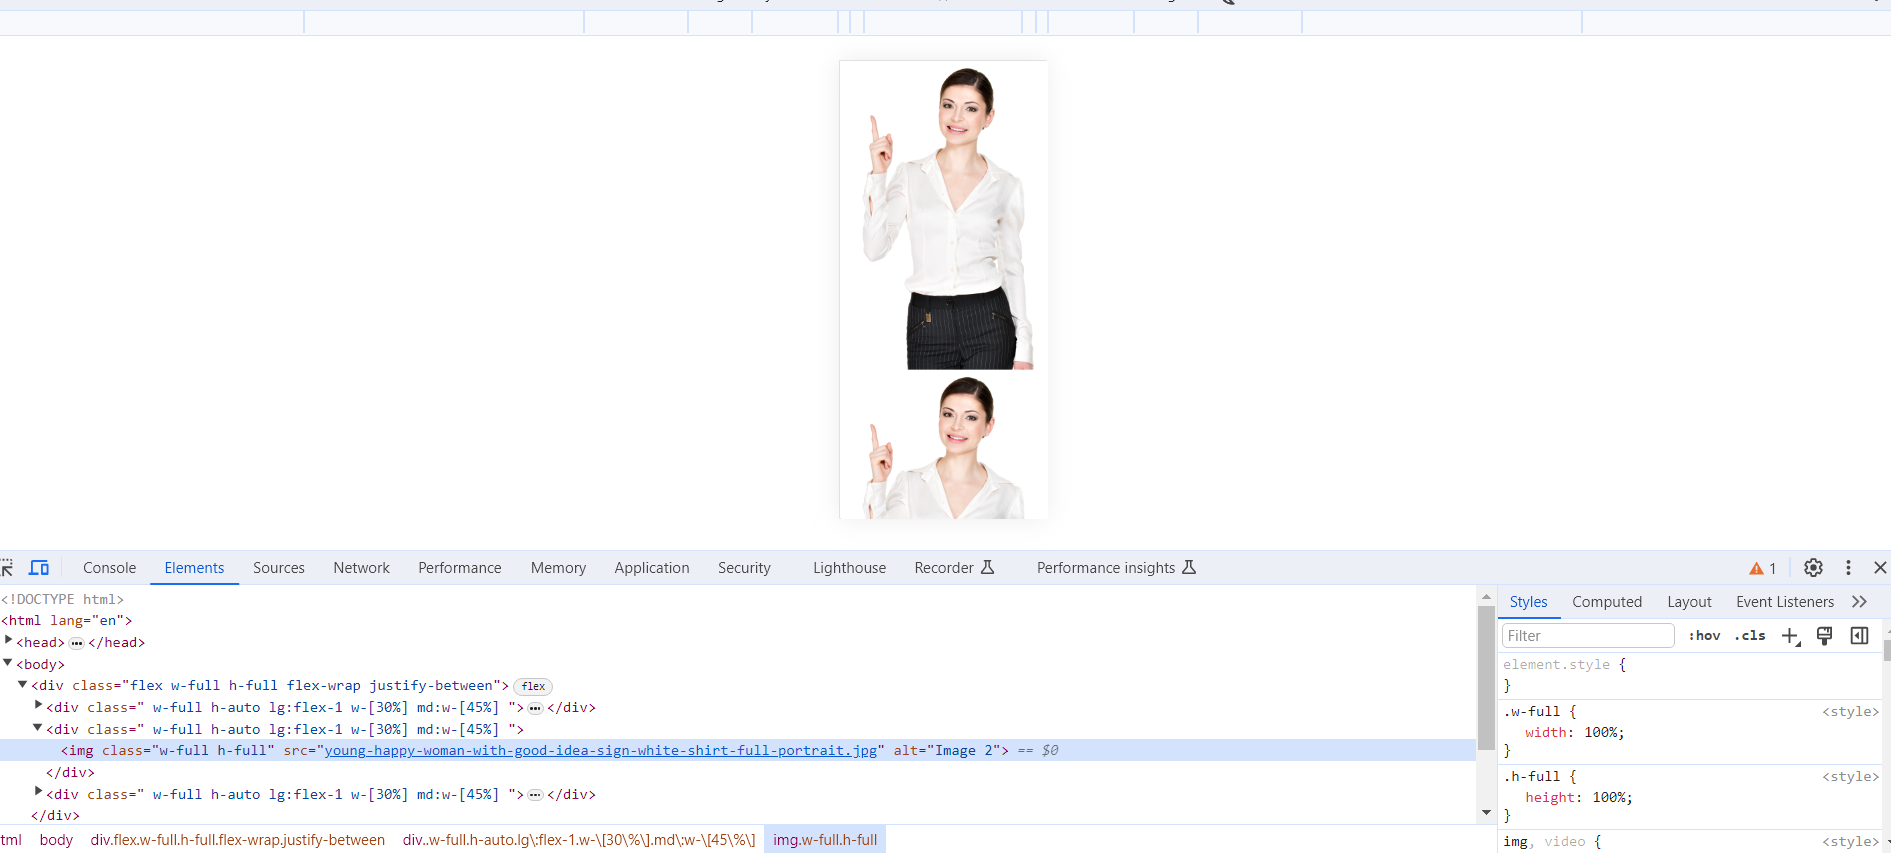 Console Elements Sources Network Performance Memory Application Security Lighthouse Recorder Performance insights 1
<!DOCTYPE html>
<html lang="en">
<head> ••• </head>
<body>
<div class="flex w-full h-full flex-wrap justify-between"> flex
<div class=" w-full h-auto lg:flex-1 w-[30%] md:w-[45%] "> ••• </div>
<div class=" w-full h-auto lg:flex-1 w-[30%] md:w-[45%] ">
<img class="w-full h-full" src="young-happy-woman-with-good-idea-sign-white-shirt-full-portrait.jpg" alt="Image 2"> == $0
</div>
<div class=" w-full h-auto lg:flex-1 w-[30%] md:w-[45%] "> ••• </div>
</div>
tml body div.flex.w-full.h-full.flex-wrap.justify-between div..w-full.h-auto.lg\:flex-1.w-\[30\%\].md\:w-\[45\%\] img.w-full.h-full
Styles Computed Layout Event Listeners
Filter :hov .cls
element.style {
}
.w-full { <style>
width: 100%;
}
.h-full { <style>
height: 100%;
}
img, video { <style>